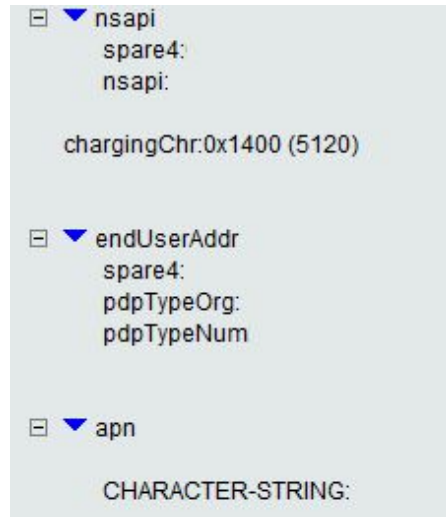 nsapi
spare4:
nsapi:
chargingChr:0x1400 (5120)
endUserAddr
spare4:
pdpTypeOrg:
pdpTypeNum
apn
CHARACTER-STRING: